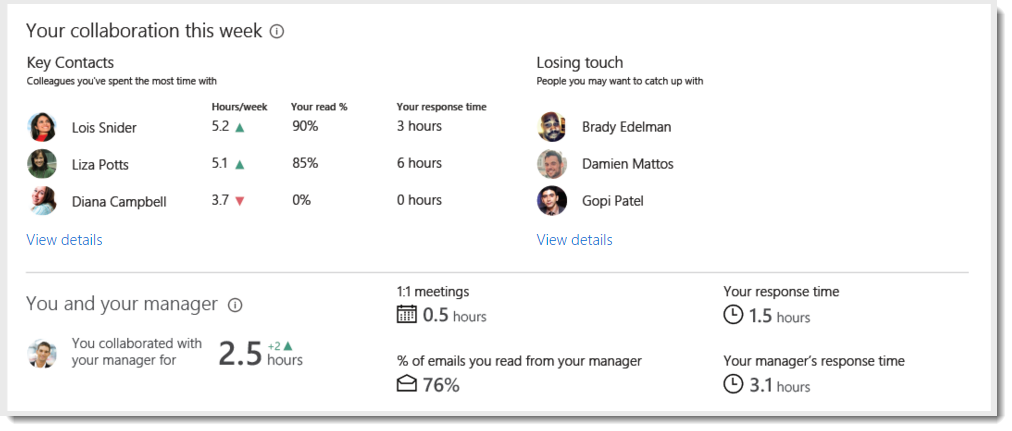 Your collaboration this week
Key Contacts
Colleagues you've spent the most time with
Hours/week Your read % Your response time
Lois Snider 5.2 90% 3 hours
Liza Potts 5.1 85% 6 hours
Diana Campbell 3.7 0% 0 hours
View details
Losing touch
People you may want to catch up with
Brady Edelman
Damien Mattos
Gopi Patel
View details
You and your manager
You collaborated with
your manager for
2.5 +2 hours
1:1 meetings
0.5 hours
% of emails you read from your manager
76%
Your response time
1.5 hours
Your manager's response time
3.1 hours